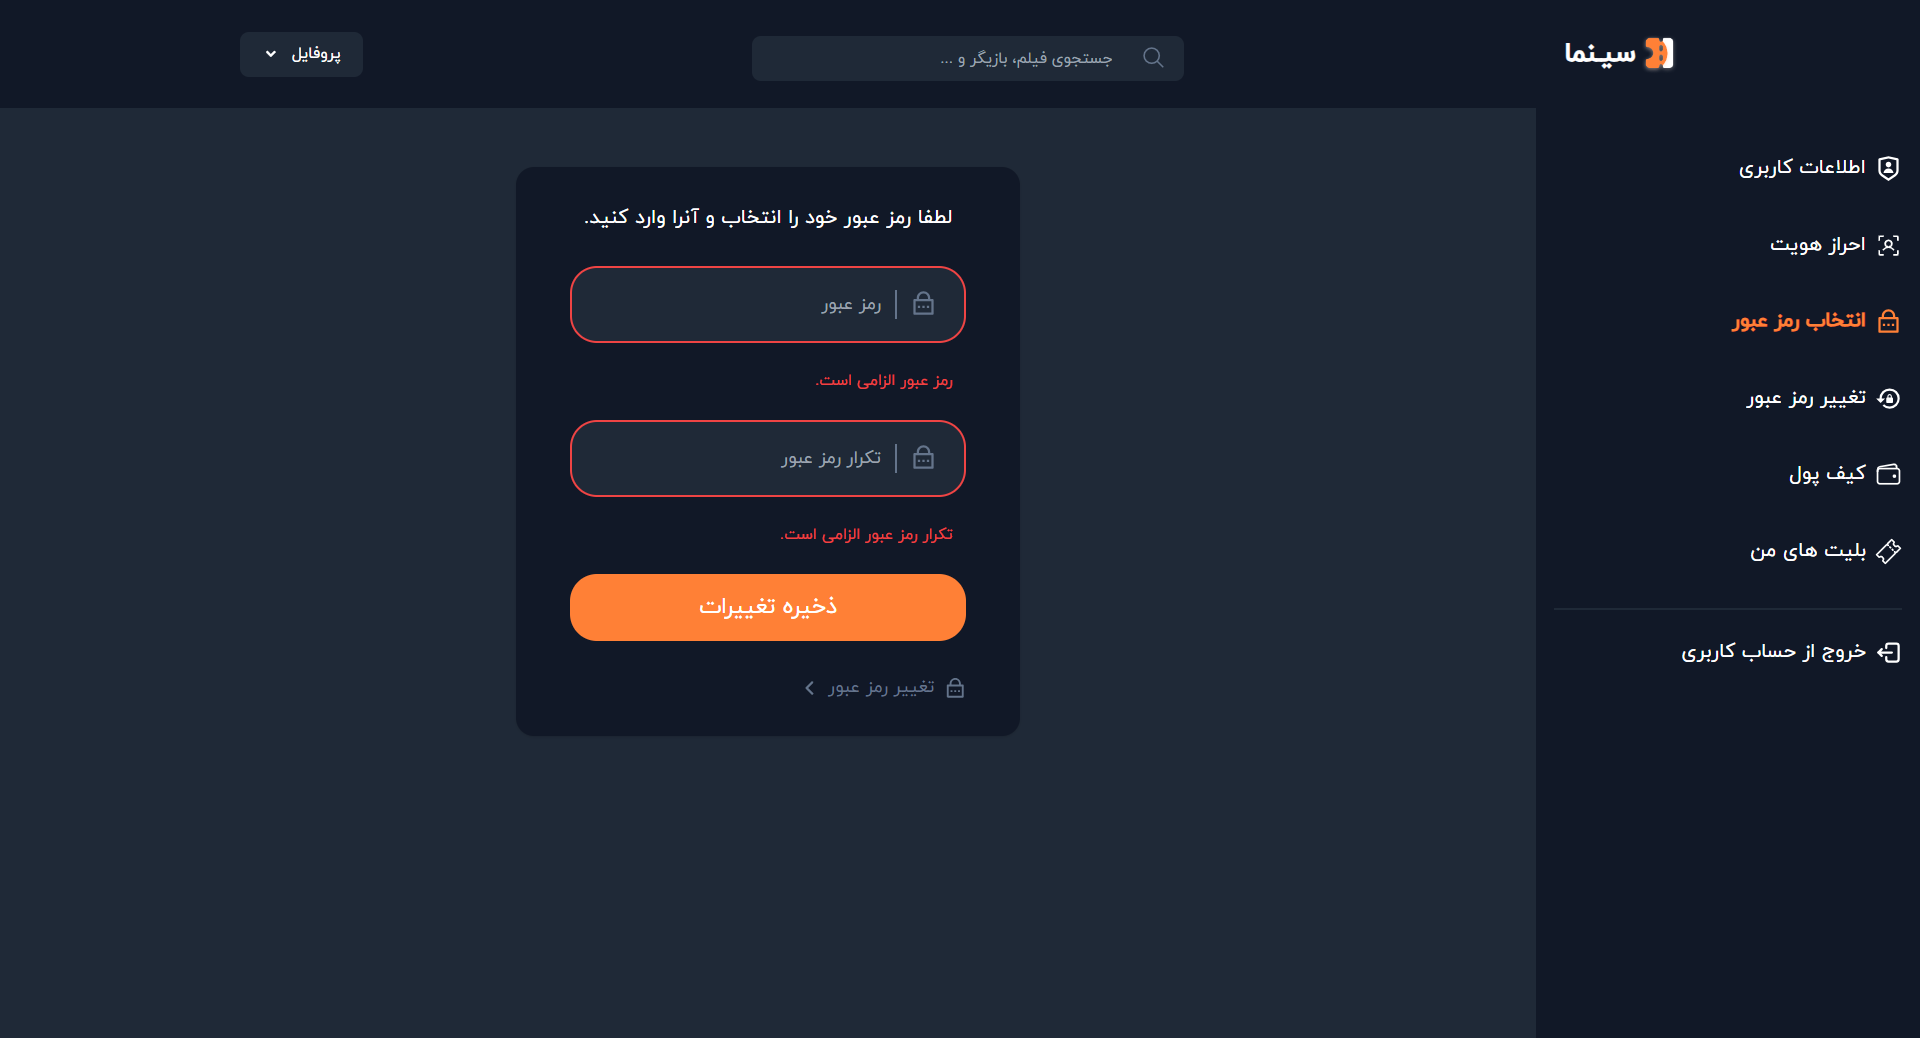 سینما
جستجوی فیلم، بازیگر و ...
پروفایل
اطلاعات کاربری
احراز هویت
انتخاب رمز عبور
تغییر رمز عبور
کیف پول
بلیت های من
خروج از حساب کاربری
لطفا رمز عبور خود را انتخاب و آنرا وارد کنید.
رمز عبور
رمز عبور الزامی است.
تکرار رمز عبور
تکرار رمز عبور الزامی است.
ذخیره تغییرات
تغییر رمز عبور